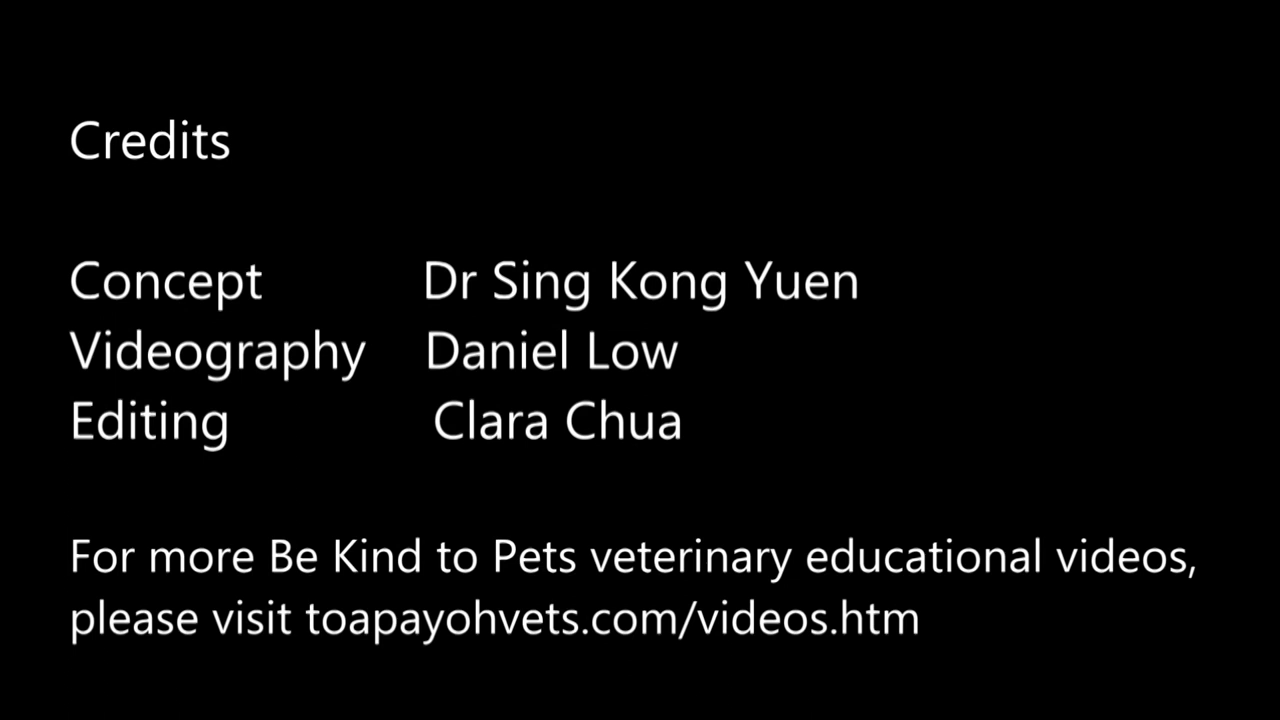 Credits
Concept Dr Sing Kong Yuen
Videography Daniel Low
Editing Clara Chua
For more Be Kind to Pets veterinary educational videos,
please visit toapayohvets.com/videos.htm